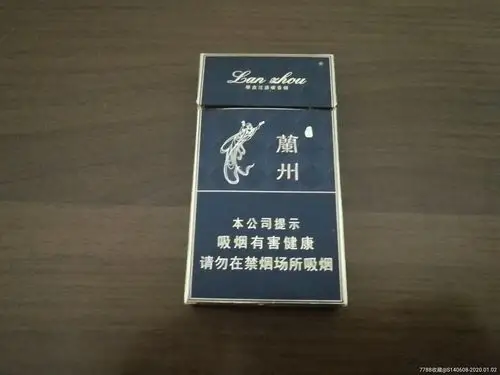 Lan zhou
®
蘭
州
本公司提示
吸烟有害健康
请勿在禁烟场所吸烟
7788收藏@S140608-2020.01.02